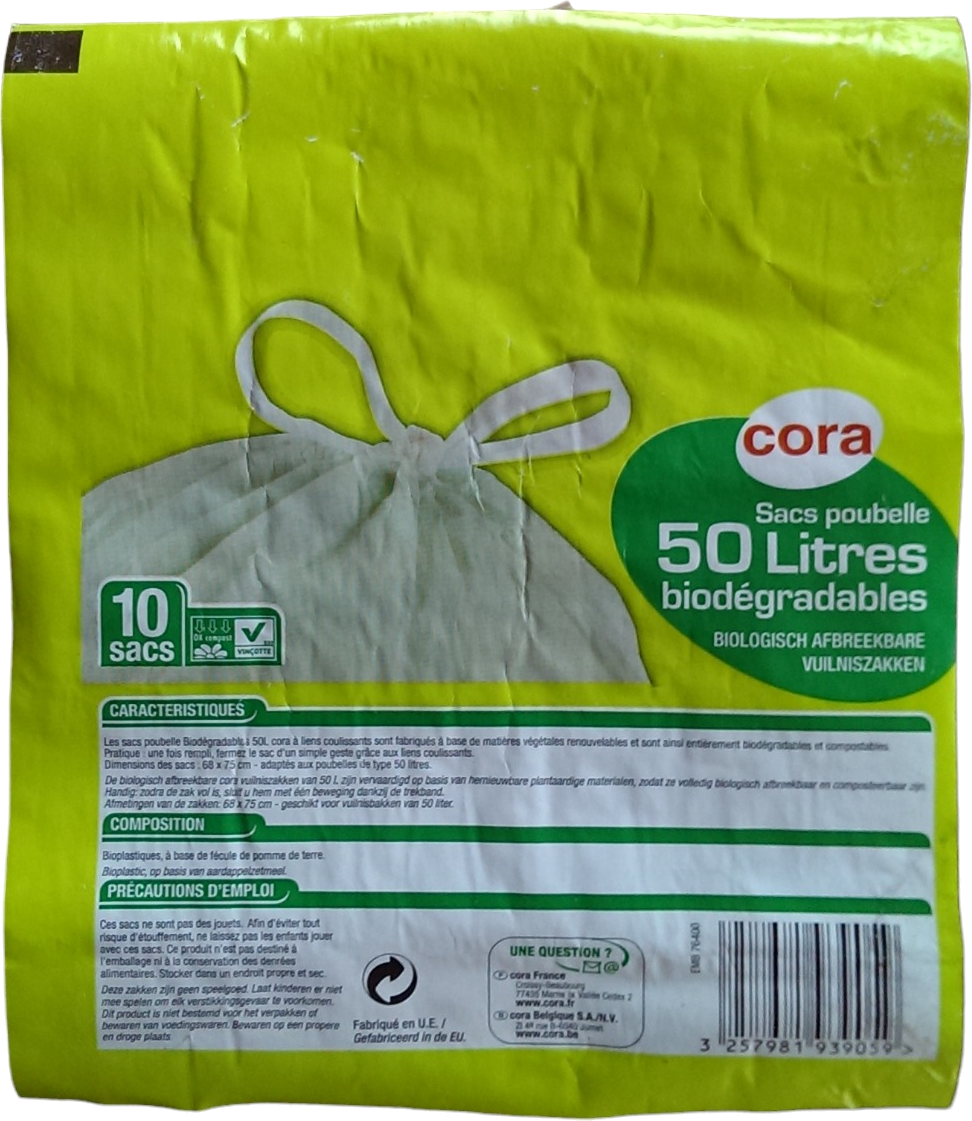 cora
Sacs poubelle
50 Litres
biodégradables
BIOLOGISCH AFBREEKBARE
VUILNISZAKKEN
10
sacs
OK compost
VINÇOTTE
CARACTERISTIQUES
Les sacs poubelle Biodégradables 50L cora à liens coulissants sont fabriqués à base de matières végétales renouvelables et sont ainsi entièrement biodégradables et compostables.
Pratique : une fois rempli, fermez le sac d'un simple geste grâce aux liens coulissants.
Dimensions des sacs : 68 x 75 cm - adaptés aux poubelles de type 50 litres.
De biologisch afbreekbare cora vuilniszakken van 50 L zijn vervaardigd op basis van hernieuwbare plantaardige materialen, zodat ze volledig biologisch afbreekbaar en composteerbaar zijn
Handig: zodra de zak vol is, sluit u hem met één beweging dankzij de trekband.
Afmetingen van de zakken: 68 x 75 cm - geschikt voor vuilnisbakken van 50 liter.
COMPOSITION
Bioplastiques, à base de fécule de pomme de terre.
Bioplastic, op basis van aardappelzetmeel.
PRÉCAUTIONS D'EMPLOI
Ces sacs ne sont pas des jouets. Afin d'éviter tout
risque d'étouffement, ne laissez pas les enfants jouer
avec ces sacs. Ce produit n'est pas destiné à
l'emballage ni à la conservation des denrées
alimentaires. Stocker dans un endroit propre et sec.
Deze zakken zijn geen speelgoed. Laat kinderen er niet
mee spelen om elk verstikkingsgevaar te voorkomen.
Dit product is niet bestemd voor het verpakken of
bewaren van voedingswaren. Bewaren op een propere
en droge plaats.
Fabriqué en U.E. /
Gefabriceerd in de EU.
UNE QUESTION ?
F cora France
Croissy-Beaubourg
77435 Marne la Vallée Cedex 2
www.cora.fr
B cora Belgique S.A./N.V.
ZI 4e rue 6040 Jumet
www.cora.be
EMB 76400
3 257981 939059 >